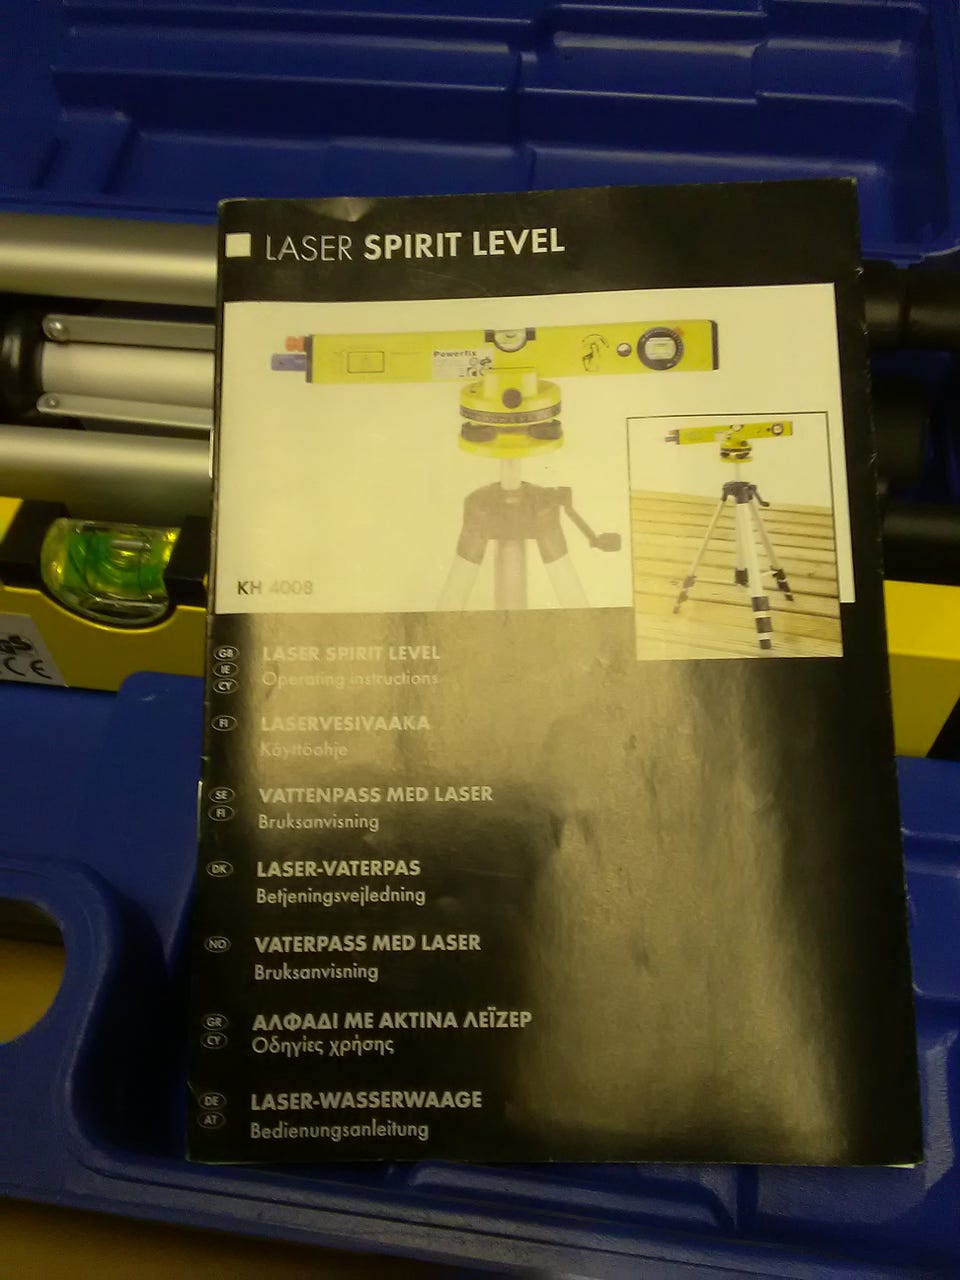 LASER SPIRIT LEVEL
Powerfix
KH 4008
GB
IE
CY
LASER SPIRIT LEVEL
Operating instructions
FI
LASERVESIVAAKA
Käyttöohje
SE
FI
VATTENPASS MED LASER
Bruksanvisning
DK
LASER-VATERPAS
Betjeningsvejledning
NO
VATERPASS MED LASER
Bruksanvisning
GR
CY
ΑΛΦΑΔΙ ΜΕ ΑΚΤΙΝΑ ΛΕΪΖΕΡ
Οδηγίες χρήσης
DE
AT
LASER-WASSERWAAGE
Bedienungsanleitung
CE